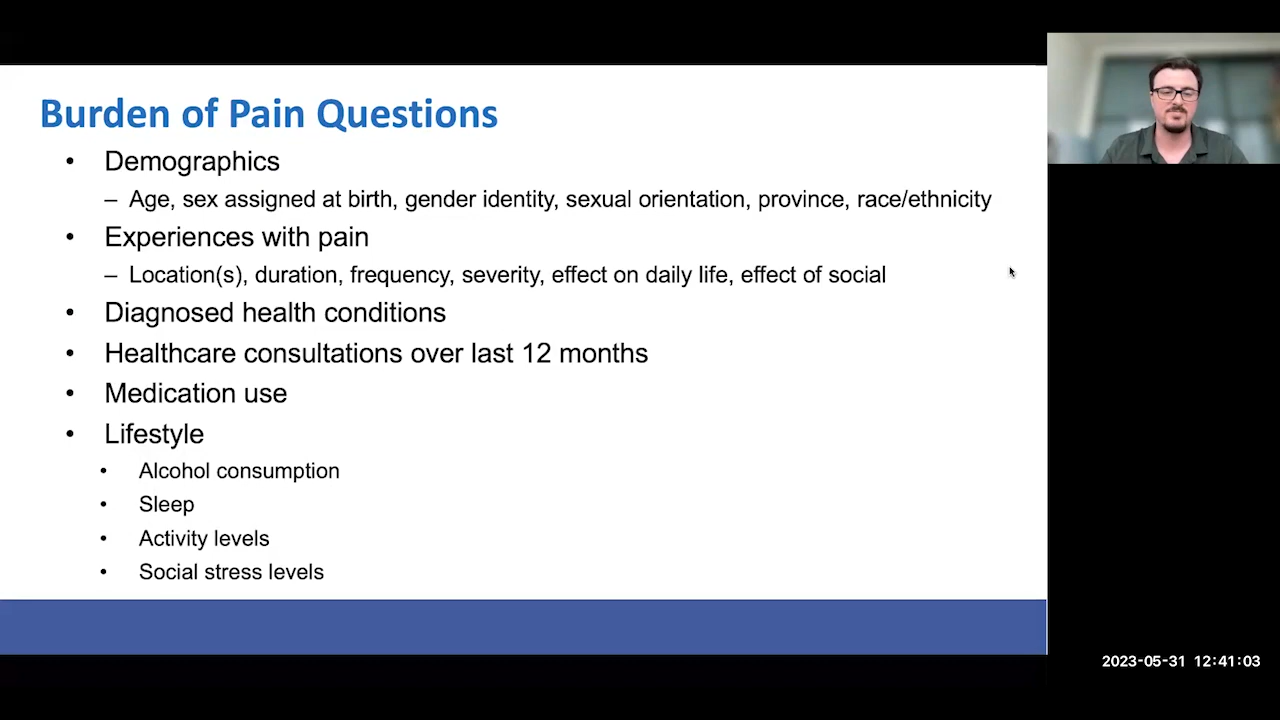 Burden of Pain Questions
• Demographics
– Age, sex assigned at birth, gender identity, sexual orientation, province, race/ethnicity
• Experiences with pain
– Location(s), duration, frequency, severity, effect on daily life, effect of social
• Diagnosed health conditions
• Healthcare consultations over last 12 months
• Medication use
• Lifestyle
• Alcohol consumption
• Sleep
• Activity levels
• Social stress levels
2023-05-31 12:41:03